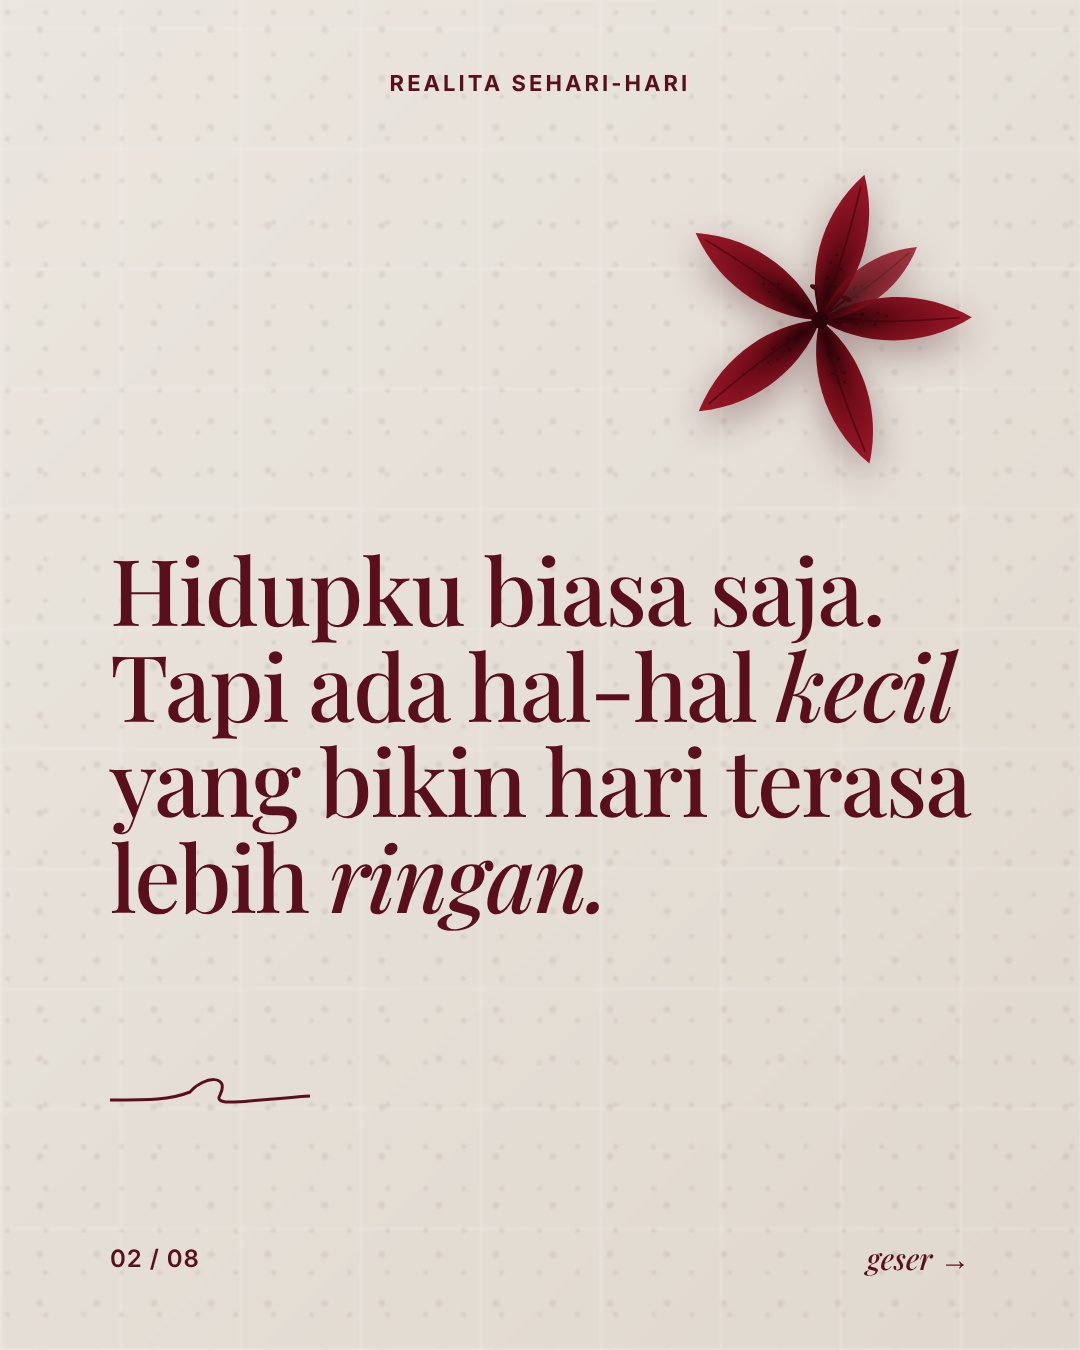 REALITA SEHARI-HARI
Hidupku biasa saja.
Tapi ada hal-hal kecil
yang bikin hari terasa
lebih ringan.
02 / 08
geser →